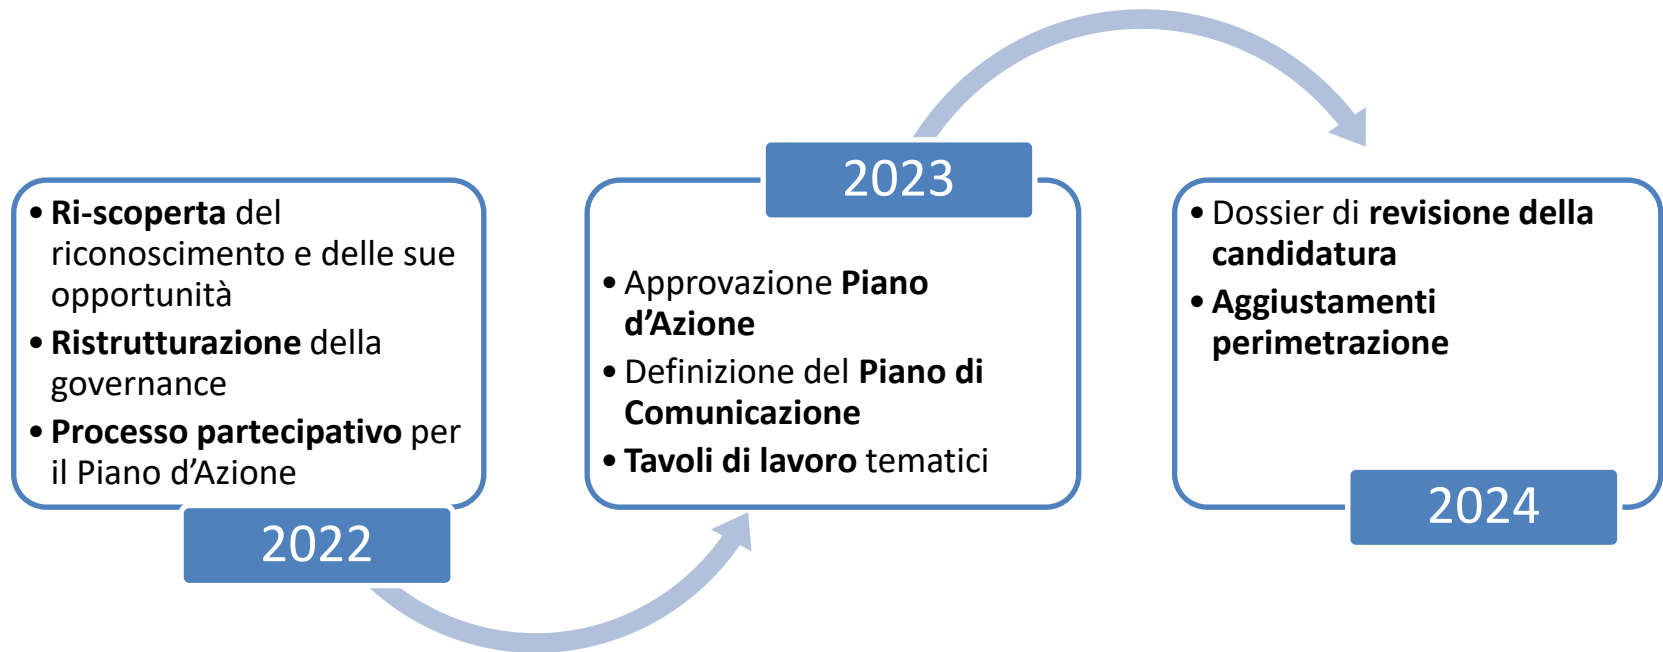 • Ri-scoperta del
riconoscimento e delle sue
opportunità
• Ristrutturazione della
governance
• Processo partecipativo per
il Piano d’Azione
2022
2023
• Approvazione Piano
d’Azione
• Definizione del Piano di
Comunicazione
• Tavoli di lavoro tematici
• Dossier di revisione della
candidatura
• Aggiustamenti
perimetrazione
2024